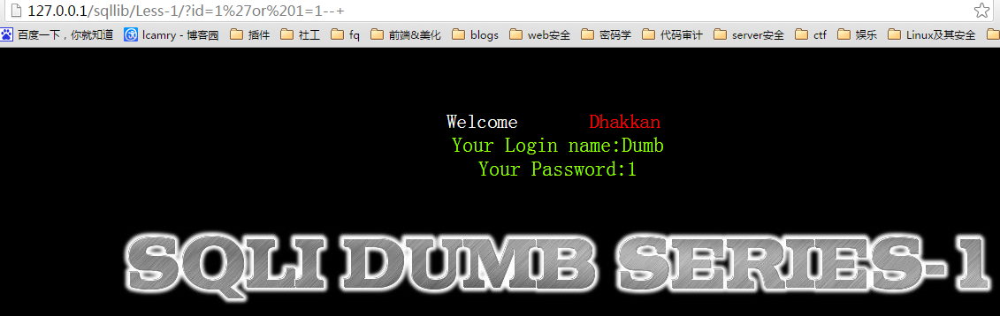 127.0.0.1/sqllib/Less-1/?id=1%27or%201=1--+
百度一下，你就知道 lcamry - 博客园 插件 社工 fq 前端&美化 blogs web安全 密码学 代码审计 server安全 ctf 娱乐 Linux及其安全
Welcome Dhakkan
Your Login name:Dumb
Your Password:1
SQLI DUMB SERIES-1